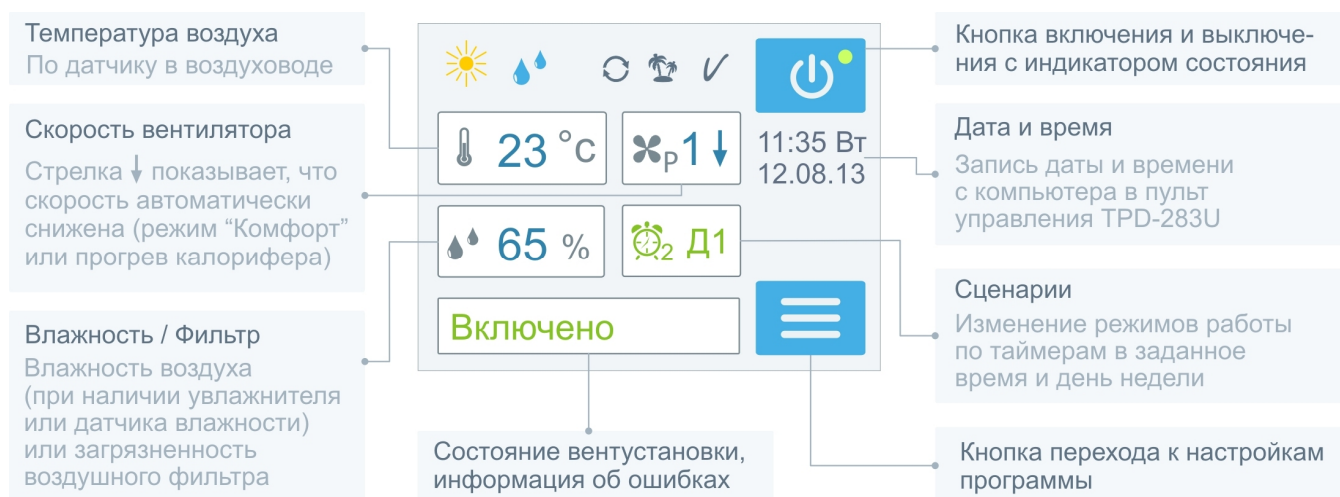 Температура воздуха
По датчику в воздуховоде
Скорость вентилятора
Стрелка ↓ показывает, что
скорость автоматически
снижена (режим “Комфорт”
или прогрев калорифера)
Влажность / Фильтр
Влажность воздуха
(при наличии увлажнителя
или датчика влажности)
или загрязненность
воздушного фильтра
23 °C
P1↓
11:35 Вт
12.08.13
65 %
2 Д1
Включено
Состояние вентустановки,
информация об ошибках
Кнопка включения и выключе-
ния с индикатором состояния
Дата и время
Запись даты и времени
с компьютера в пульт
управления TPD-283U
Сценарии
Изменение режимов работы
по таймерам в заданное
время и день недели
Кнопка перехода к настройкам
программы